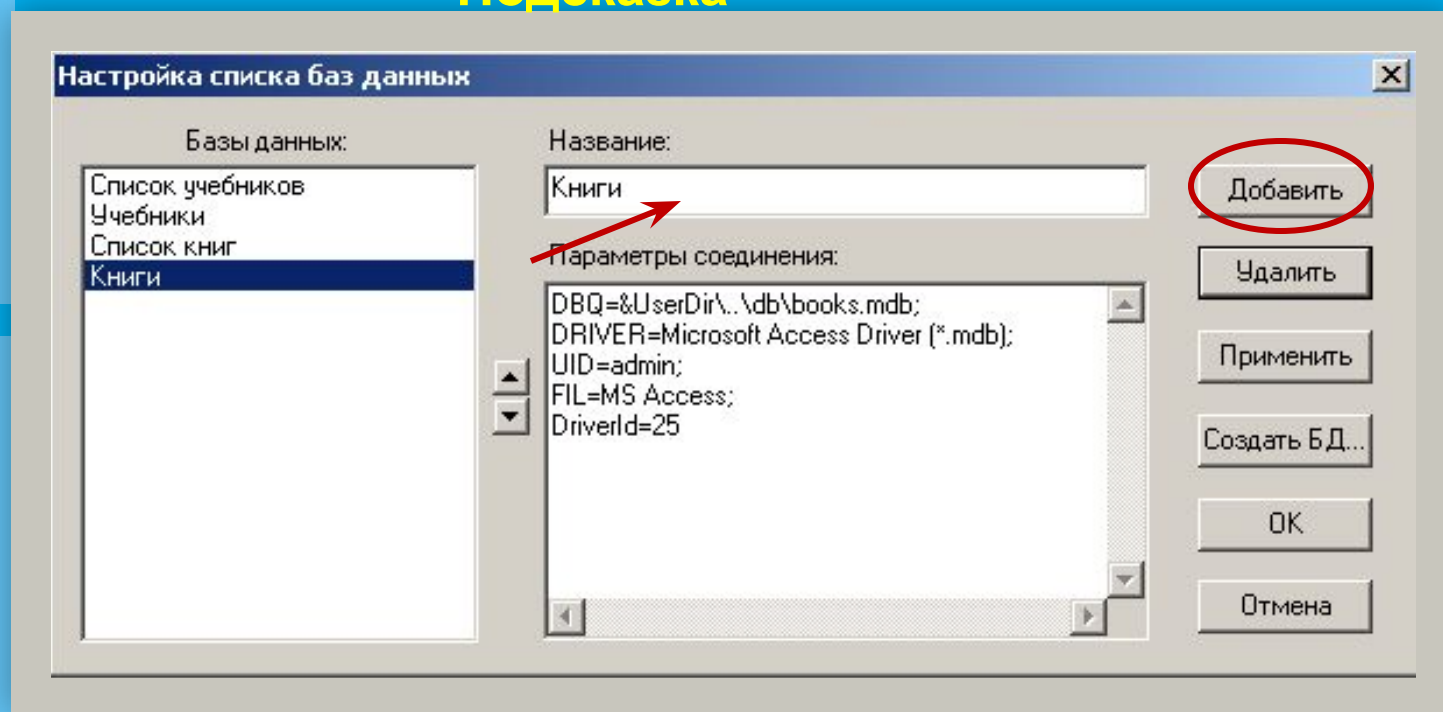 Подсказка
Настройка списка баз данных
Базы данных:
Список учебников
Учебники
Список книг
Книги
Название:
Книги
Параметры соединения:
DBQ=&UserDir\..\db\books.mdb;
DRIVER=Microsoft Access Driver (*.mdb);
UID=admin;
FIL=MS Access;
DriverId=25
Добавить
Удалить
Применить
Создать БД...
OK
Отмена